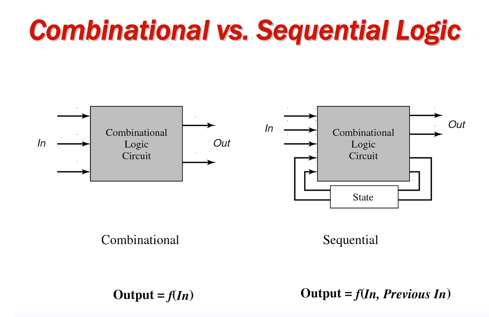 Combinational vs. Sequential Logic
In
Combinational
Logic
Circuit
Out
In
Combinational
Logic
Circuit
Out
State
Combinational
Sequential
Output = f(In)
Output = f(In, Previous In)